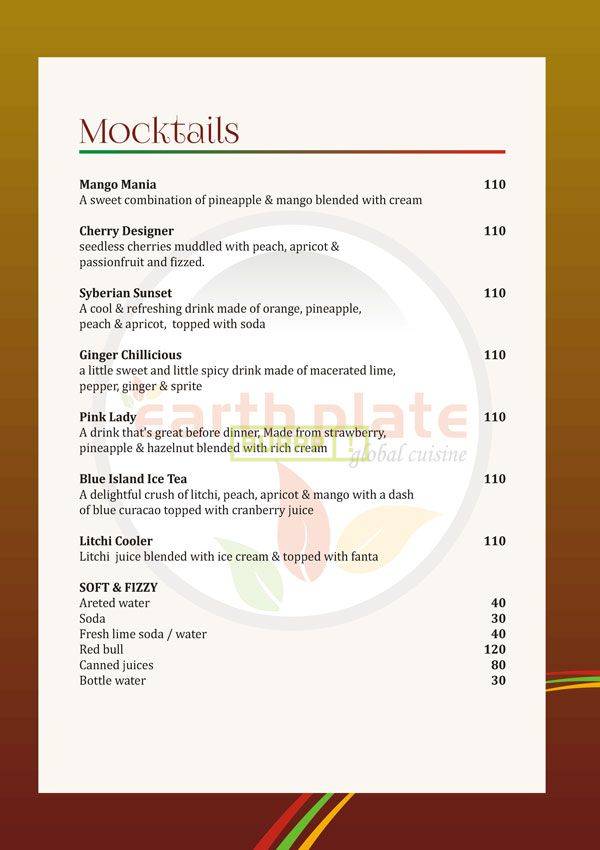 Mocktails
Mango Mania 110
A sweet combination of pineapple & mango blended with cream
Cherry Designer 110
seedless cherries muddled with peach, apricot &
passionfruit and fizzed.
Syberian Sunset 110
A cool & refreshing drink made of orange, pineapple,
peach & apricot, topped with soda
Ginger Chillicious 110
a little sweet and little spicy drink made of macerated lime,
pepper, ginger & sprite
earth plate
Pink Lady 110
A drink that's great before dinner, Made from strawberry,
pineapple & hazelnut blended with rich cream
global cuisine
Blue Island Ice Tea 110
A delightful crush of litchi, peach, apricot & mango with a dash
of blue curacao topped with cranberry juice
Litchi Cooler 110
Litchi juice blended with ice cream & topped with fanta
SOFT & FIZZY
Areted water 40
Soda 30
Fresh lime soda / water 40
Red bull 120
Canned juices 80
Bottle water 30